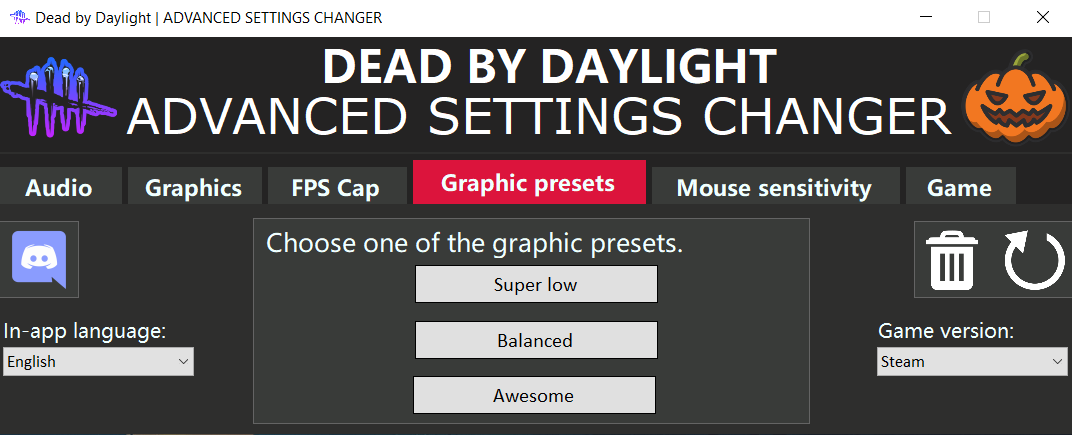 Dead by Daylight | ADVANCED SETTINGS CHANGER
DEAD BY DAYLIGHT
ADVANCED SETTINGS CHANGER
Audio
Graphics
FPS Cap
Graphic presets
Mouse sensitivity
Game
Choose one of the graphic presets.
Super low
Balanced
Awesome
In-app language:
English
Game version:
Steam